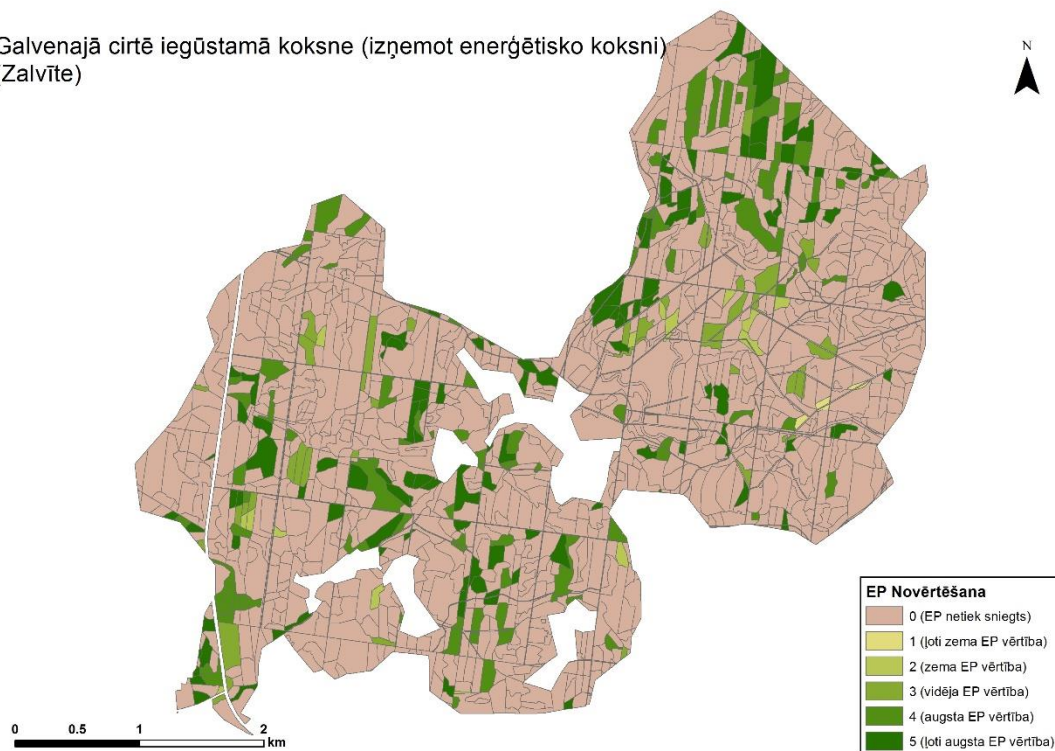 Galvenajā cirtē iegūstamā koksne (izņemot enerģētisko koksni)
(Zalvīte)
N
EP Novērtēšana
0 (EP netiek sniegts)
1 (ļoti zema EP vērtība)
2 (zema EP vērtība)
3 (vidēja EP vērtība)
4 (augsta EP vērtība)
5 (ļoti augsta EP vērtība)
0 0.5 1 2
km